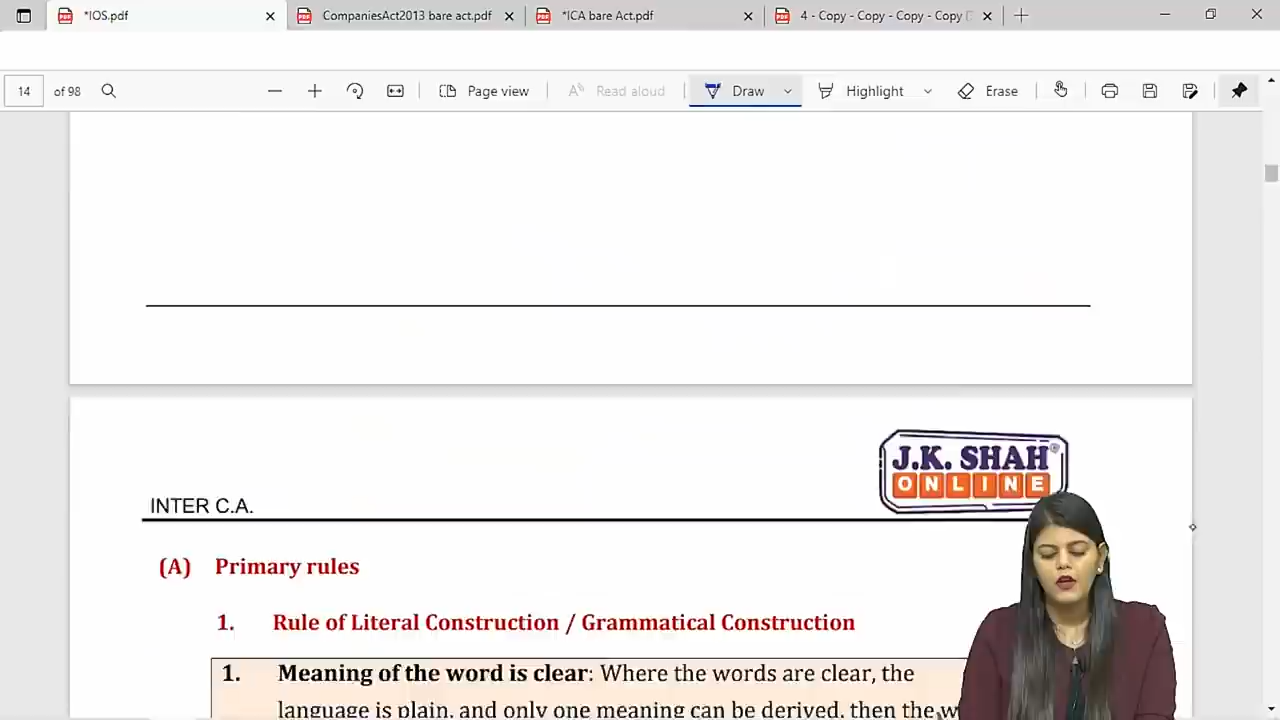 *IOS.pdf
CompaniesAct2013 bare act.pdf
*ICA bare Act.pdf
4 - Copy - Copy - Copy - Copy
14 of 98
Page view
Read aloud
Draw
Highlight
Erase
J.K. SHAH
ONLINE
INTER C.A.
(A) Primary rules
1. Rule of Literal Construction / Grammatical Construction
1. Meaning of the word is clear: Where the words are clear, the
language is plain, and only one meaning can be derived, then the